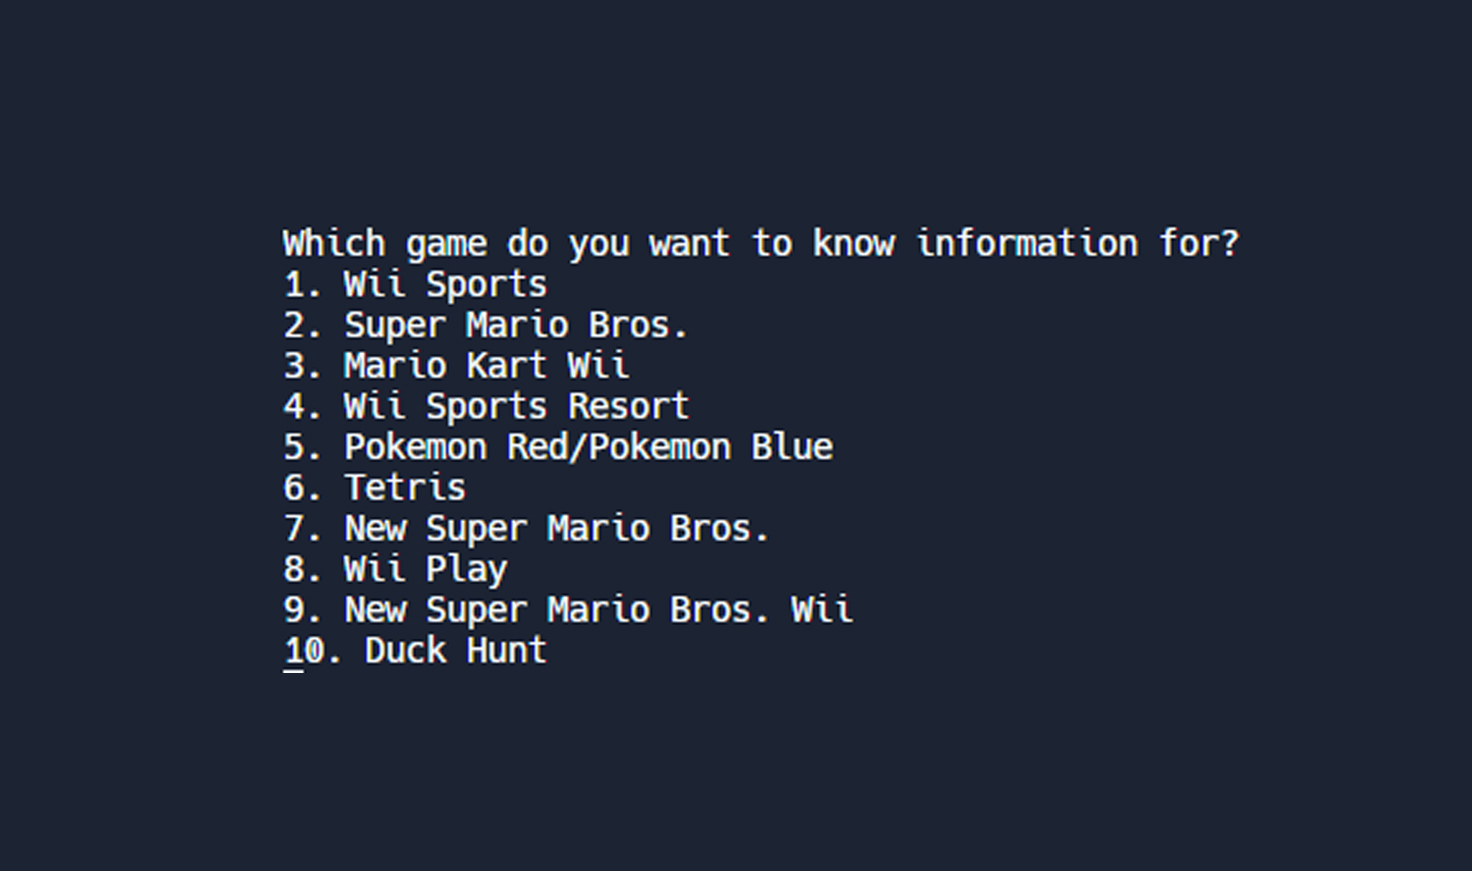 Which game do you want to know information for?
1. Wii Sports
2. Super Mario Bros.
3. Mario Kart Wii
4. Wii Sports Resort
5. Pokemon Red/Pokemon Blue
6. Tetris
7. New Super Mario Bros.
8. Wii Play
9. New Super Mario Bros. Wii
10. Duck Hunt